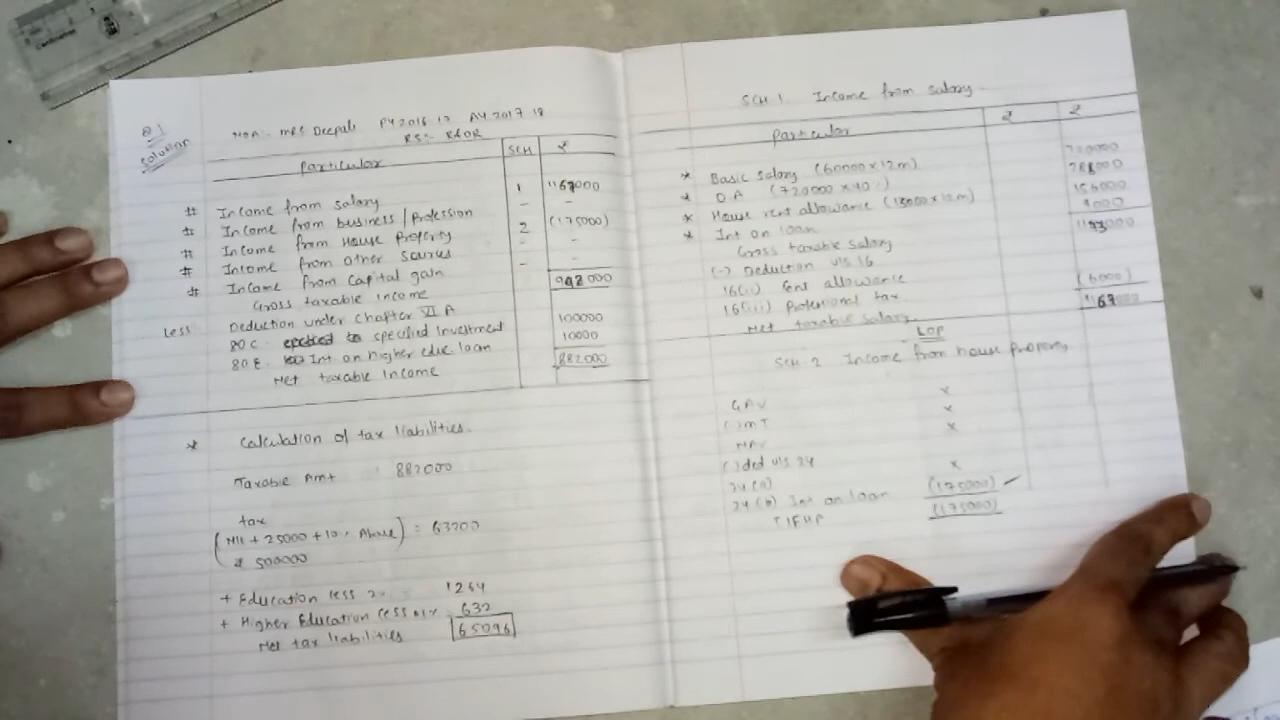 Q.1
Solution
NOA:- Mrs Deepali PY 2016 17 AY 2017 18
RS:- R&OR
Particular SCH ₹
# Income from salary 1 1167000
# Income from business / Profession - -
# Income from House Property 2 (175000)
# Income from other sources - -
# Income from Capital gain - -
Gross taxable income 992000
Less Deduction under chapter VI A
80 C. to specified Investment 100000
80 E. Int on higher edu. loan 10000
Net taxable Income 882000
* Calculation of tax liabilities.
Taxable Amt 882000
tax
(Nil + 25000 + 10% Above) = 63200
₹ 500000
+ Education cess 2% 1264
+ Higher Education cess 1% 632
Net tax liabilities 65096
SCH 1 Income from salary
Particular ₹ ₹
* Basic salary (60000 x 12m) 720000
* D.A (720000 x 40%) 288000
* House rent allowance (13000 x 12m) 156000
* Int on loan 9000
Gross taxable salary 1173000
(-) Deduction u/s 16
16(ii) Ent allowance
16(iii) Professional tax (6000)
Net taxable salary. 1167000
LOP
SCH 2 Income from house property
GAV x
(-) MT x
NAV x
(-) ded u/s 24
24 (a) x
24 (b) Int on loan (175000)
TIFHP (175000)